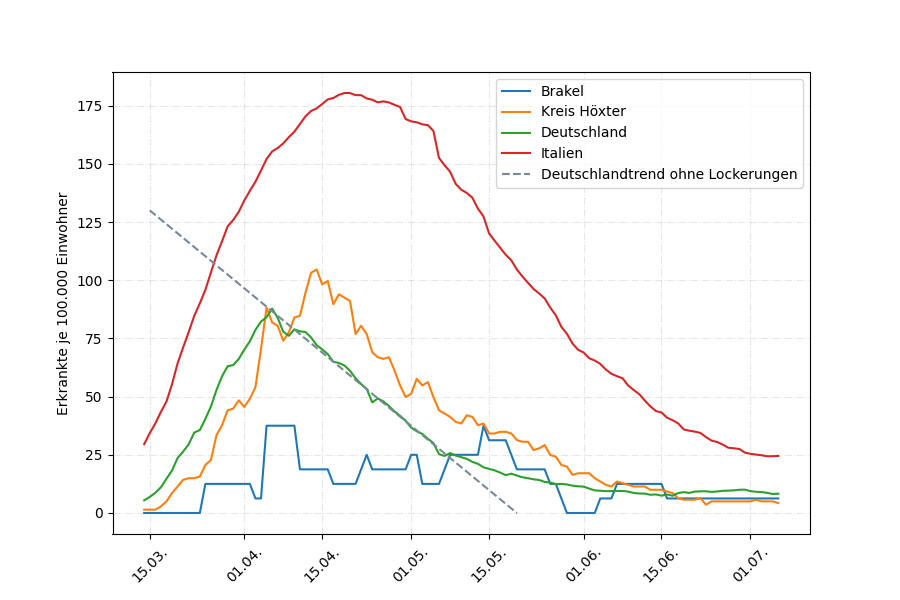 Erkrankte je 100.000 Einwohner
175
150
125
100
75
50
25
0
15.03.
01.04.
15.04.
01.05.
15.05.
01.06.
15.06.
01.07.
Brakel
Kreis Höxter
Deutschland
Italien
Deutschlandtrend ohne Lockerungen